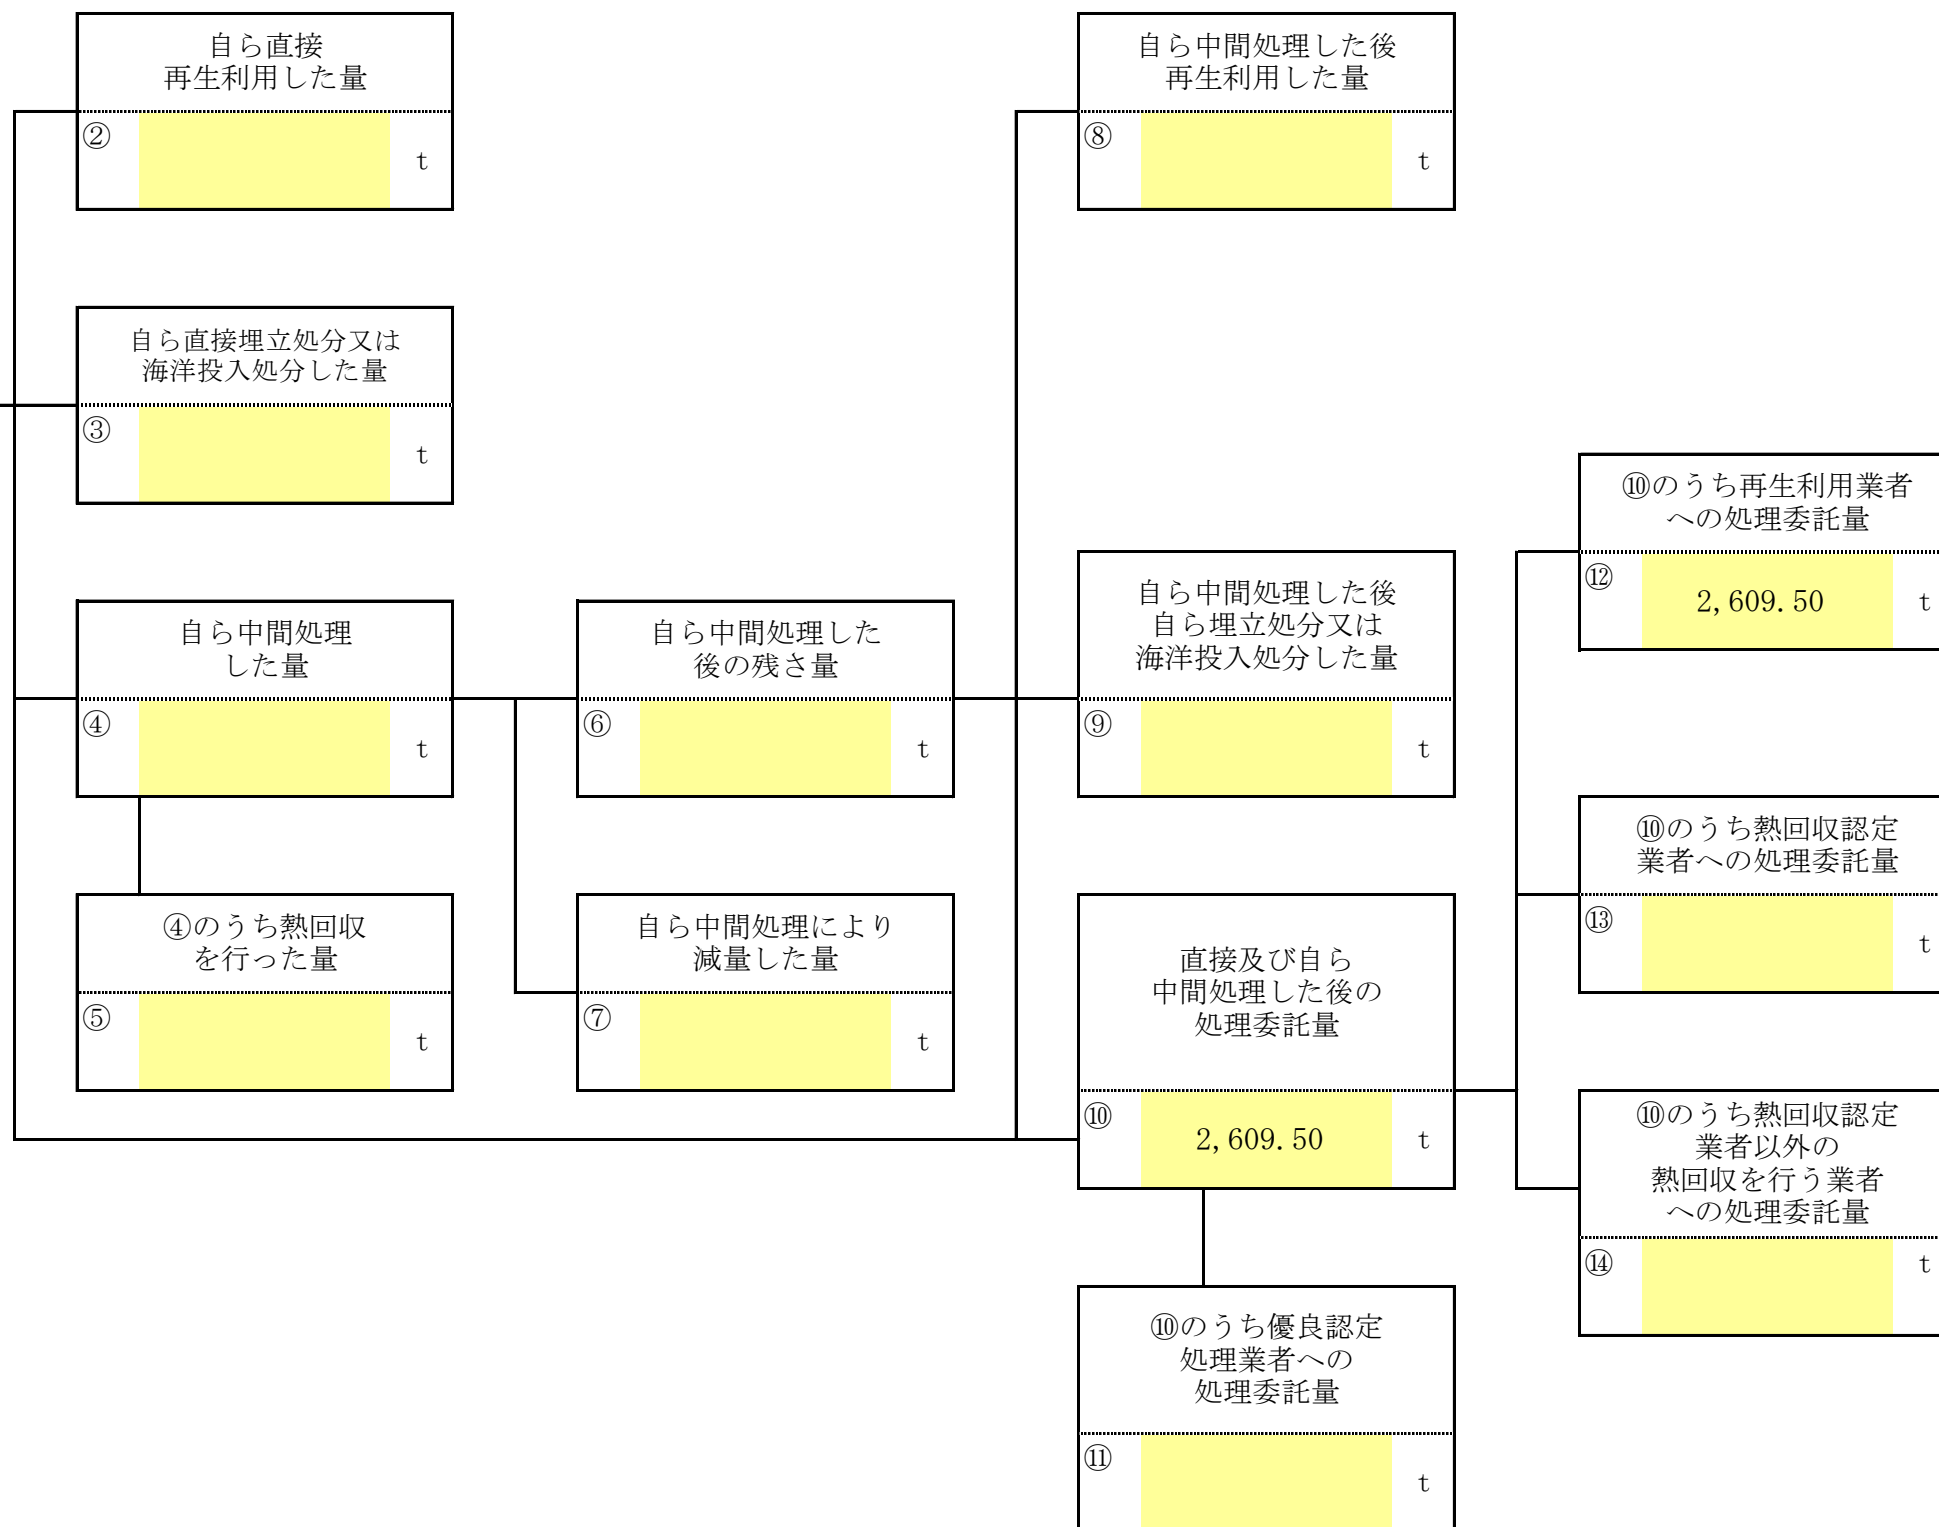 自ら直接
再生利用した量
②
t
自ら中間処理した後
再生利用した量
⑧
t
自ら直接埋立処分又は
海洋投入処分した量
③
t
⑩のうち再生利用業者
への処理委託量
⑫
2,609.50
t
自ら中間処理
した量
④
t
自ら中間処理した
後の残さ量
⑥
t
自ら中間処理した後
自ら埋立処分又は
海洋投入処分した量
⑨
t
⑩のうち熱回収認定
業者への処理委託量
⑬
t
④のうち熱回収
を行った量
⑤
t
自ら中間処理により
減量した量
⑦
t
直接及び自ら
中間処理した後の
処理委託量
⑩
2,609.50
t
⑩のうち熱回収認定
業者以外の
熱回収を行う業者
への処理委託量
⑭
t
⑩のうち優良認定
処理業者への
処理委託量
⑪
t